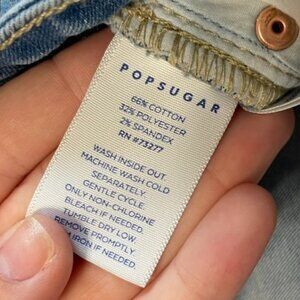 POPSUGAR
66% COTTON
32% POLYESTER
2% SPANDEX
RN #73277
WASH INSIDE OUT.
MACHINE WASH COLD
SEPARATELY.
GENTLE CYCLE.
ONLY NON-CHLORINE
BLEACH IF NEEDED.
TUMBLE DRY LOW.
REMOVE PROMPTLY.
IRON IF NEEDED.